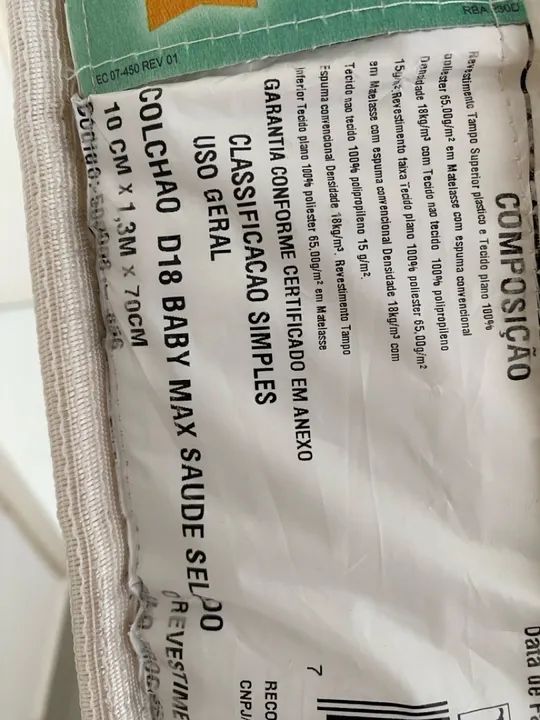 EC 07-450 REV 01
RBA
COMPOSIÇÃO
Revestimento Tampo Superior plastico e Tecido plano 100%
poliester 65,00g/m² em Matelasse com espuma convencional
Densidade 18kg/m³ com Tecido nao tecido 100% polipropileno
15g/m².Revestimento faixa Tecido plano 100% poliester 65,00g/m²
em Matelasse com espuma convencional Densidade 18kg/m³ com
Tecido nao tecido 100% polipropileno 15 g/m².
Espuma convencional Densidade 18kg/m³. Revestimento Tampo
Inferior Tecido plano 100% poliester 65,00g/m² em Matelasse
GARANTIA CONFORME CERTIFICADO EM ANEXO
CLASSIFICACAO SIMPLES
USO GERAL
COLCHAO D18 BABY MAX SAUDE
10 CM X 1,3M X 70CM
REVESTIME
Data de F
7
RECO
CNPJ/